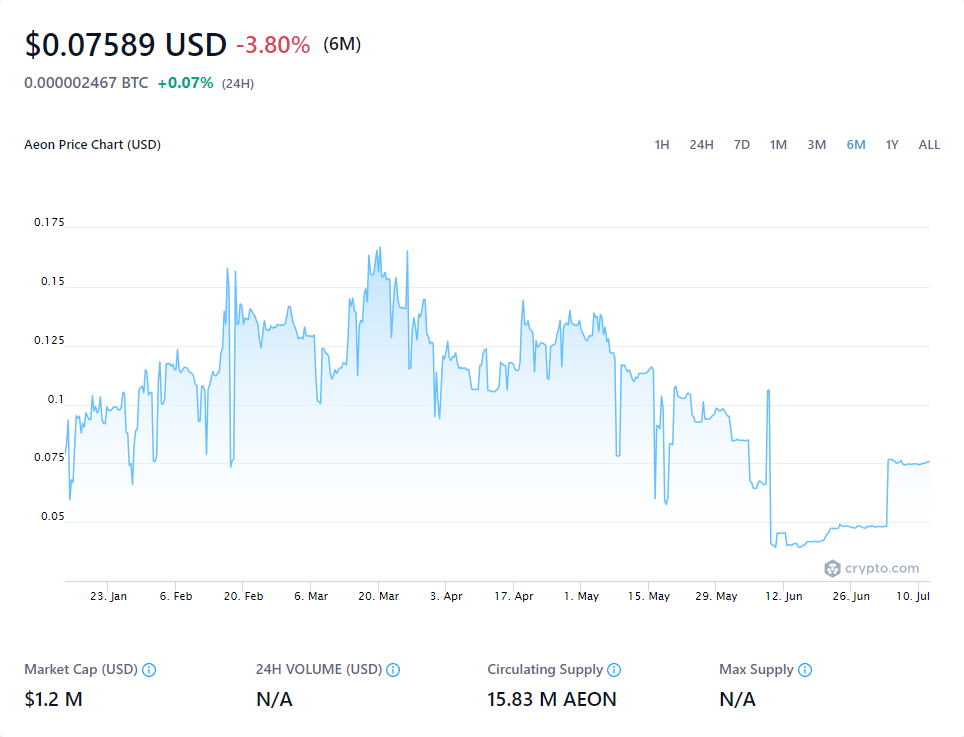 $0.07589 USD -3.80% (6M)
0.000002467 BTC +0.07% (24H)
Aeon Price Chart (USD) 1H 24H 7D 1M 3M 6M 1Y ALL
0.175
0.15
0.125
0.1
0.075
0.05
crypto.com
23. Jan 6. Feb 20. Feb 6. Mar 20. Mar 3. Apr 17. Apr 1. May 15. May 29. May 12. Jun 26. Jun 10. Jul
Market Cap (USD) 24H VOLUME (USD) Circulating Supply Max Supply
$1.2 M N/A 15.83 M AEON N/A